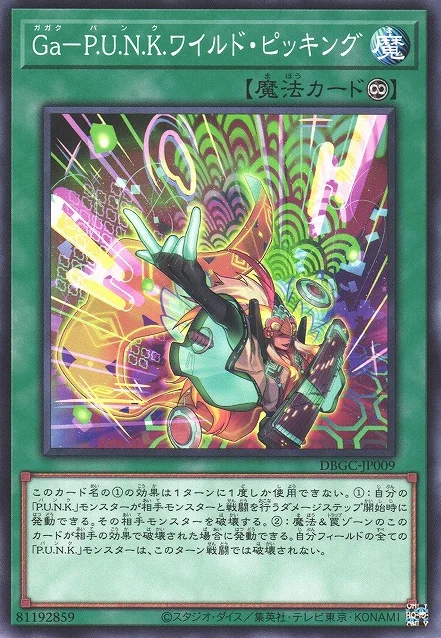 ガガク パンク
Ga－P.U.N.K.ワイルド・ピッキング
魔
【魔法カード】
DBGC-JP009
このカード名の①の効果は１ターンに１度しか使用できない。①：自分の
「P.U.N.K.」モンスターが相手モンスターと戦闘を行うダメージステップ開始時に
発動できる。その相手モンスターを破壊する。②：魔法＆罠ゾーンのこの
カードが相手の効果で破壊された場合に発動できる。自分フィールドの全ての
「P.U.N.K.」モンスターは、このターン戦闘では破壊されない。
81192859 ©スタジオ・ダイス／集英社・テレビ東京・KONAMI